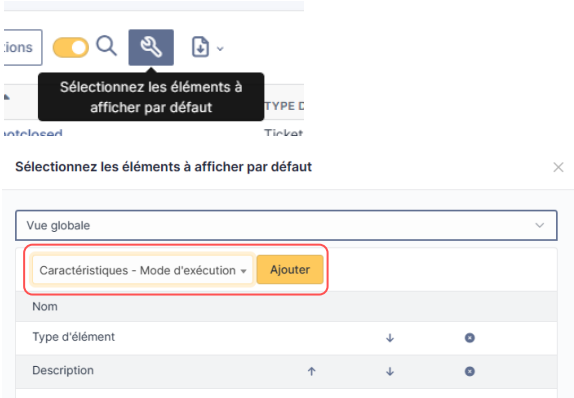 tions
Sélectionnez les éléments à
afficher par défaut
TYPE D
notclosed
Ticket
Sélectionnez les éléments à afficher par défaut
Vue globale
Caractéristiques - Mode d'exécution
Ajouter
Nom
Type d'élément
Description